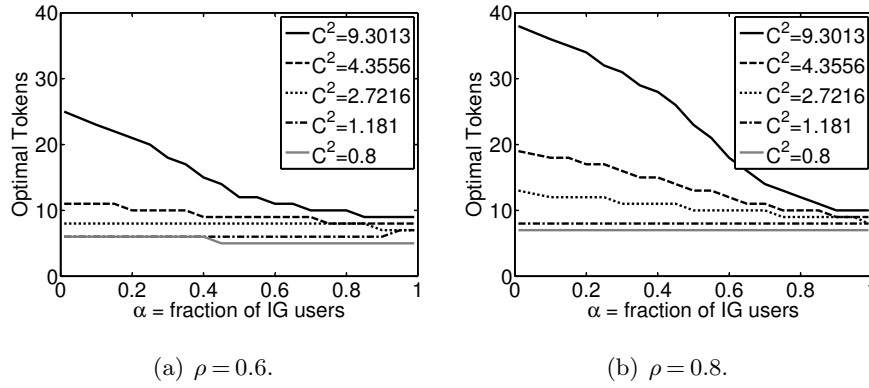 40
30
20
10
0
Optimal Tokens
C²=9.3013
C²=4.3556
C²=2.7216
C²=1.181
C²=0.8
0
0.2
0.4
0.6
0.8
1
α = fraction of IG users
(a) ρ = 0.6.
40
30
20
10
0
Optimal Tokens
C²=9.3013
C²=4.3556
C²=2.7216
C²=1.181
C²=0.8
0
0.2
0.4
0.6
0.8
1
α = fraction of IG users
(b) ρ = 0.8.